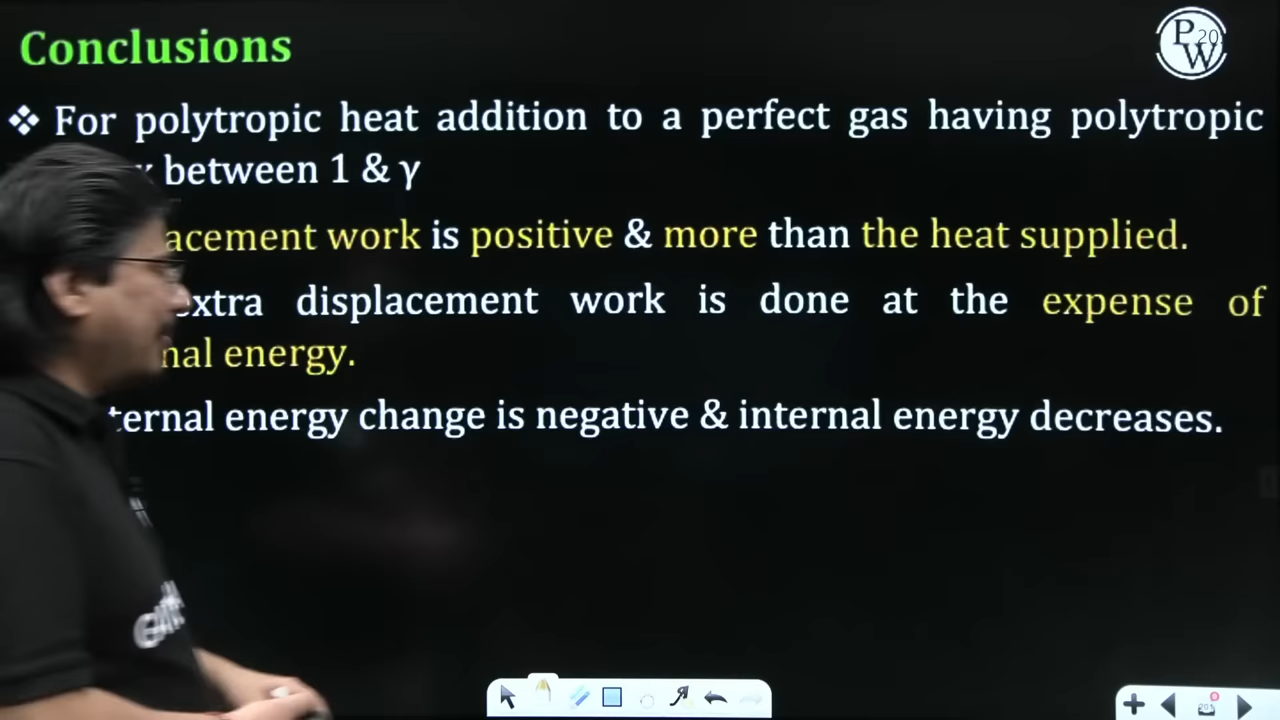 Conclusions
PW 20
❖ For polytropic heat addition to a perfect gas having polytropic
between 1 & γ
acement work is positive & more than the heat supplied.
extra displacement work is done at the expense of
nal energy.
ternal energy change is negative & internal energy decreases.